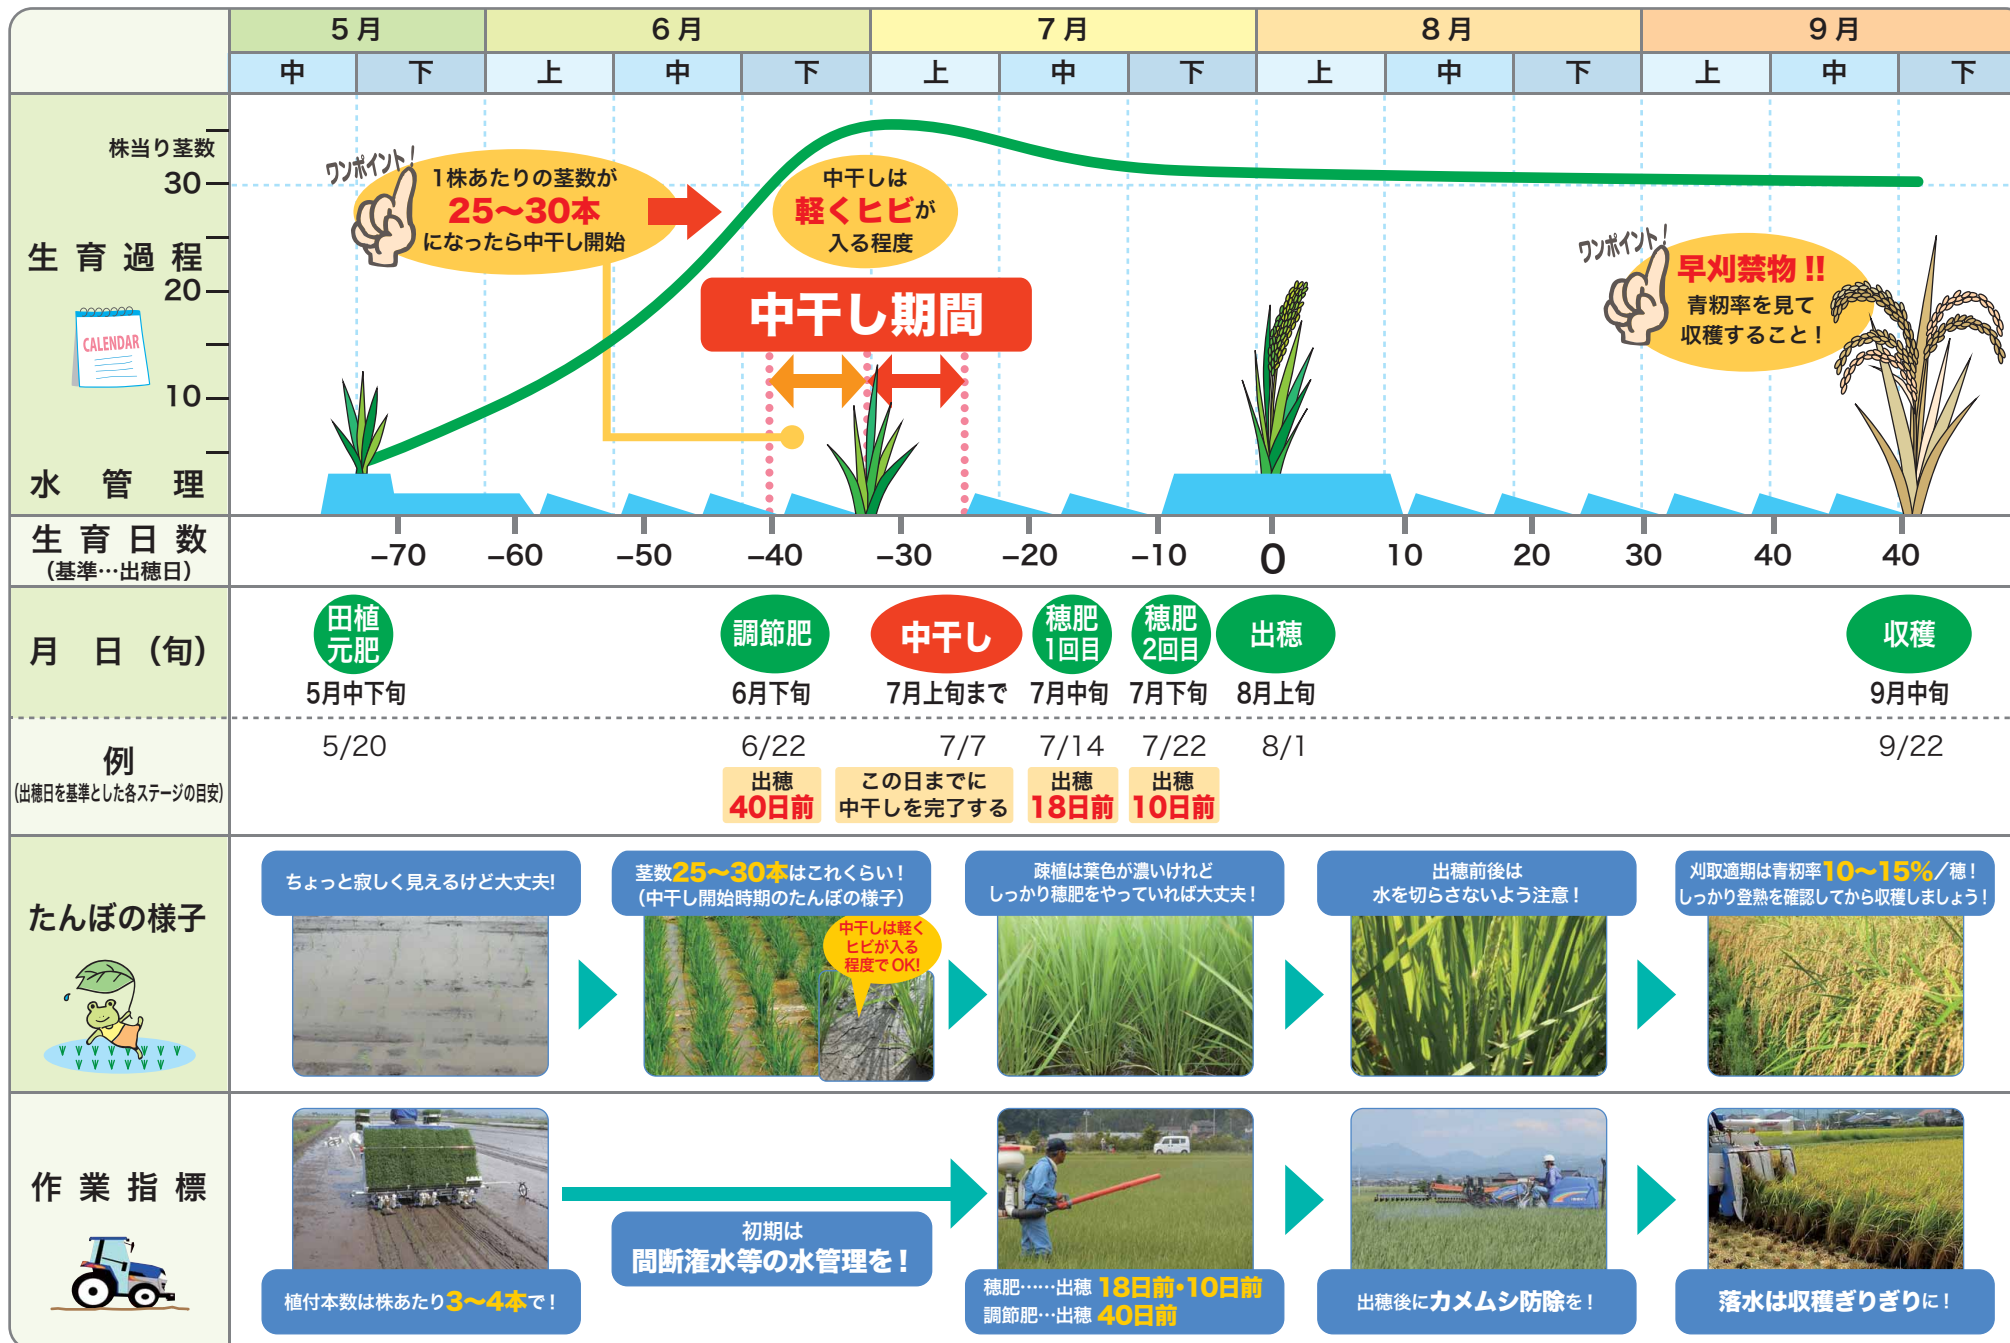 5月
6月
7月
8月
9月
中
下
上
中
下
上
中
下
上
中
下
上
中
下
株当り茎数
30
20
10
生育過程
CALENDAR
水管理
ワンポイント!
1株あたりの茎数が
25〜30本
になったら中干し開始
中干しは
軽くヒビが
入る程度
中干し期間
ワンポイント!
早刈禁物!!
青籾率を見て
収穫すること!
生育日数
(基準…出穂日)
−70
−60
−50
−40
−30
−20
−10
0
10
20
30
40
40
月日(旬)
田植
元肥
5月中下旬
調節肥
6月下旬
中干し
7月上旬まで
穂肥
1回目
7月中旬
穂肥
2回目
7月下旬
出穂
8月上旬
収穫
9月中旬
例
(出穂日を基準とした各ステージの目安)
5/20
6/22
7/7
7/14
7/22
8/1
9/22
出穂
40日前
この日までに
中干しを完了する
出穂
18日前
出穂
10日前
たんぼの様子
ちょっと寂しく見えるけど大丈夫!
茎数25〜30本はこれくらい!
(中干し開始時期のたんぼの様子)
中干しは軽く
ヒビが入る
程度でOK!
疎植は葉色が濃いけれど
しっかり穂肥をやっていれば大丈夫!
出穂前後は
水を切らさないよう注意!
刈取適期は青籾率10〜15%/穂!
しっかり登熟を確認してから収穫しましょう!
作業指標
植付本数は株あたり3〜4本で!
初期は
間断潅水等の水管理を!
穂肥……出穂 18日前・10日前
調節肥…出穂 40日前
出穂後にカメムシ防除を!
落水は収穫ぎりぎりに!